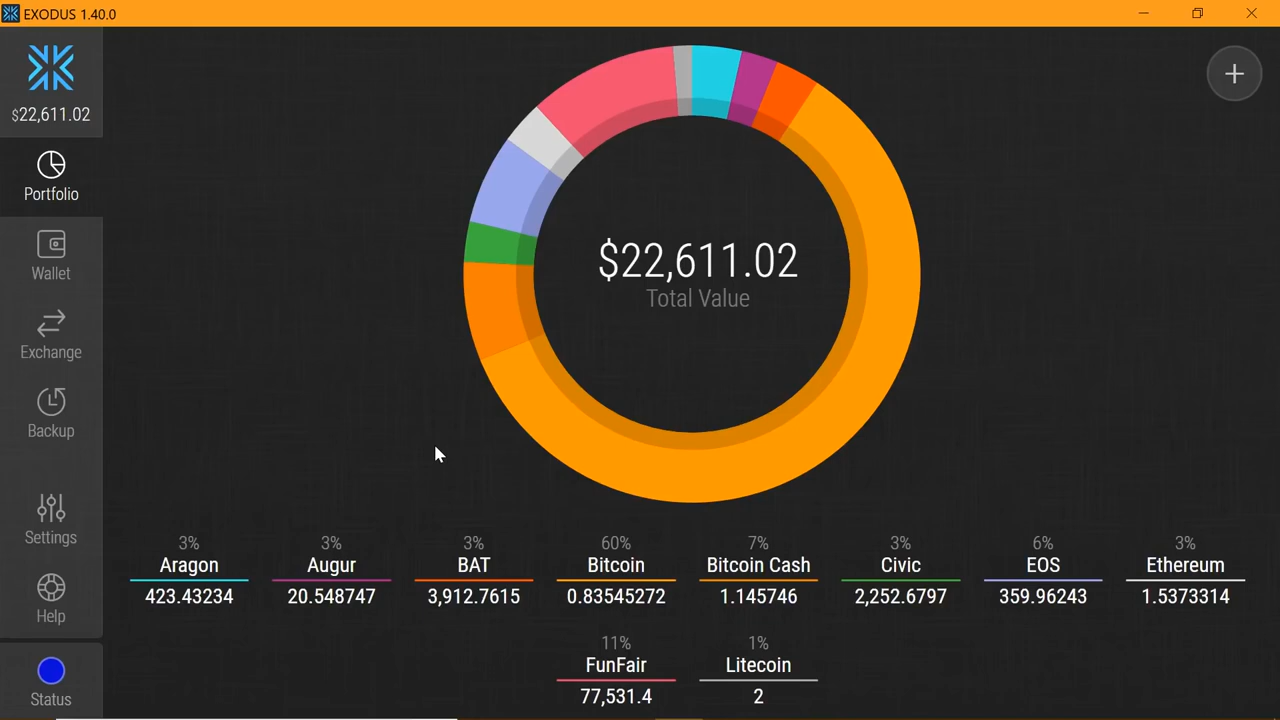 EXODUS 1.40.0
$22,611.02
Portfolio
Wallet
Exchange
Backup
Settings
Help
Status
$22,611.02
Total Value
3% 3% 3% 60% 7% 3% 6% 3%
Aragon Augur BAT Bitcoin Bitcoin Cash Civic EOS Ethereum
423.43234 20.548747 3,912.7615 0.83545272 1.145746 2,252.6797 359.96243 1.5373314
11% 1%
FunFair Litecoin
77,531.4 2